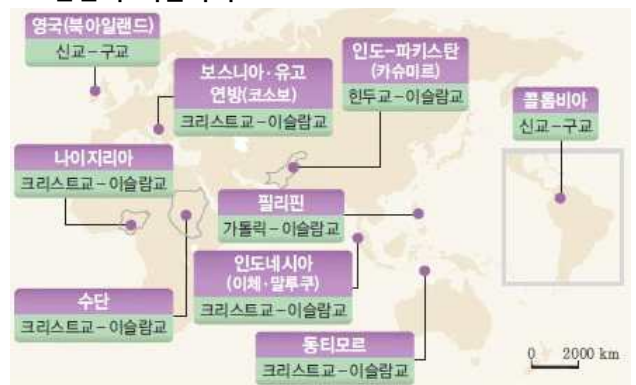 영국(북아일랜드)
신교-구교
보스니아·유고
연방(코소보)
크리스트교-이슬람교
인도-파키스탄
(카슈미르)
힌두교-이슬람교
콜롬비아
신교-구교
나이지리아
크리스트교-이슬람교
필리핀
가톨릭-이슬람교
인도네시아
(아체·말루쿠)
크리스트교-이슬람교
수단
크리스트교-이슬람교
동티모르
크리스트교-이슬람교
0 2000 km